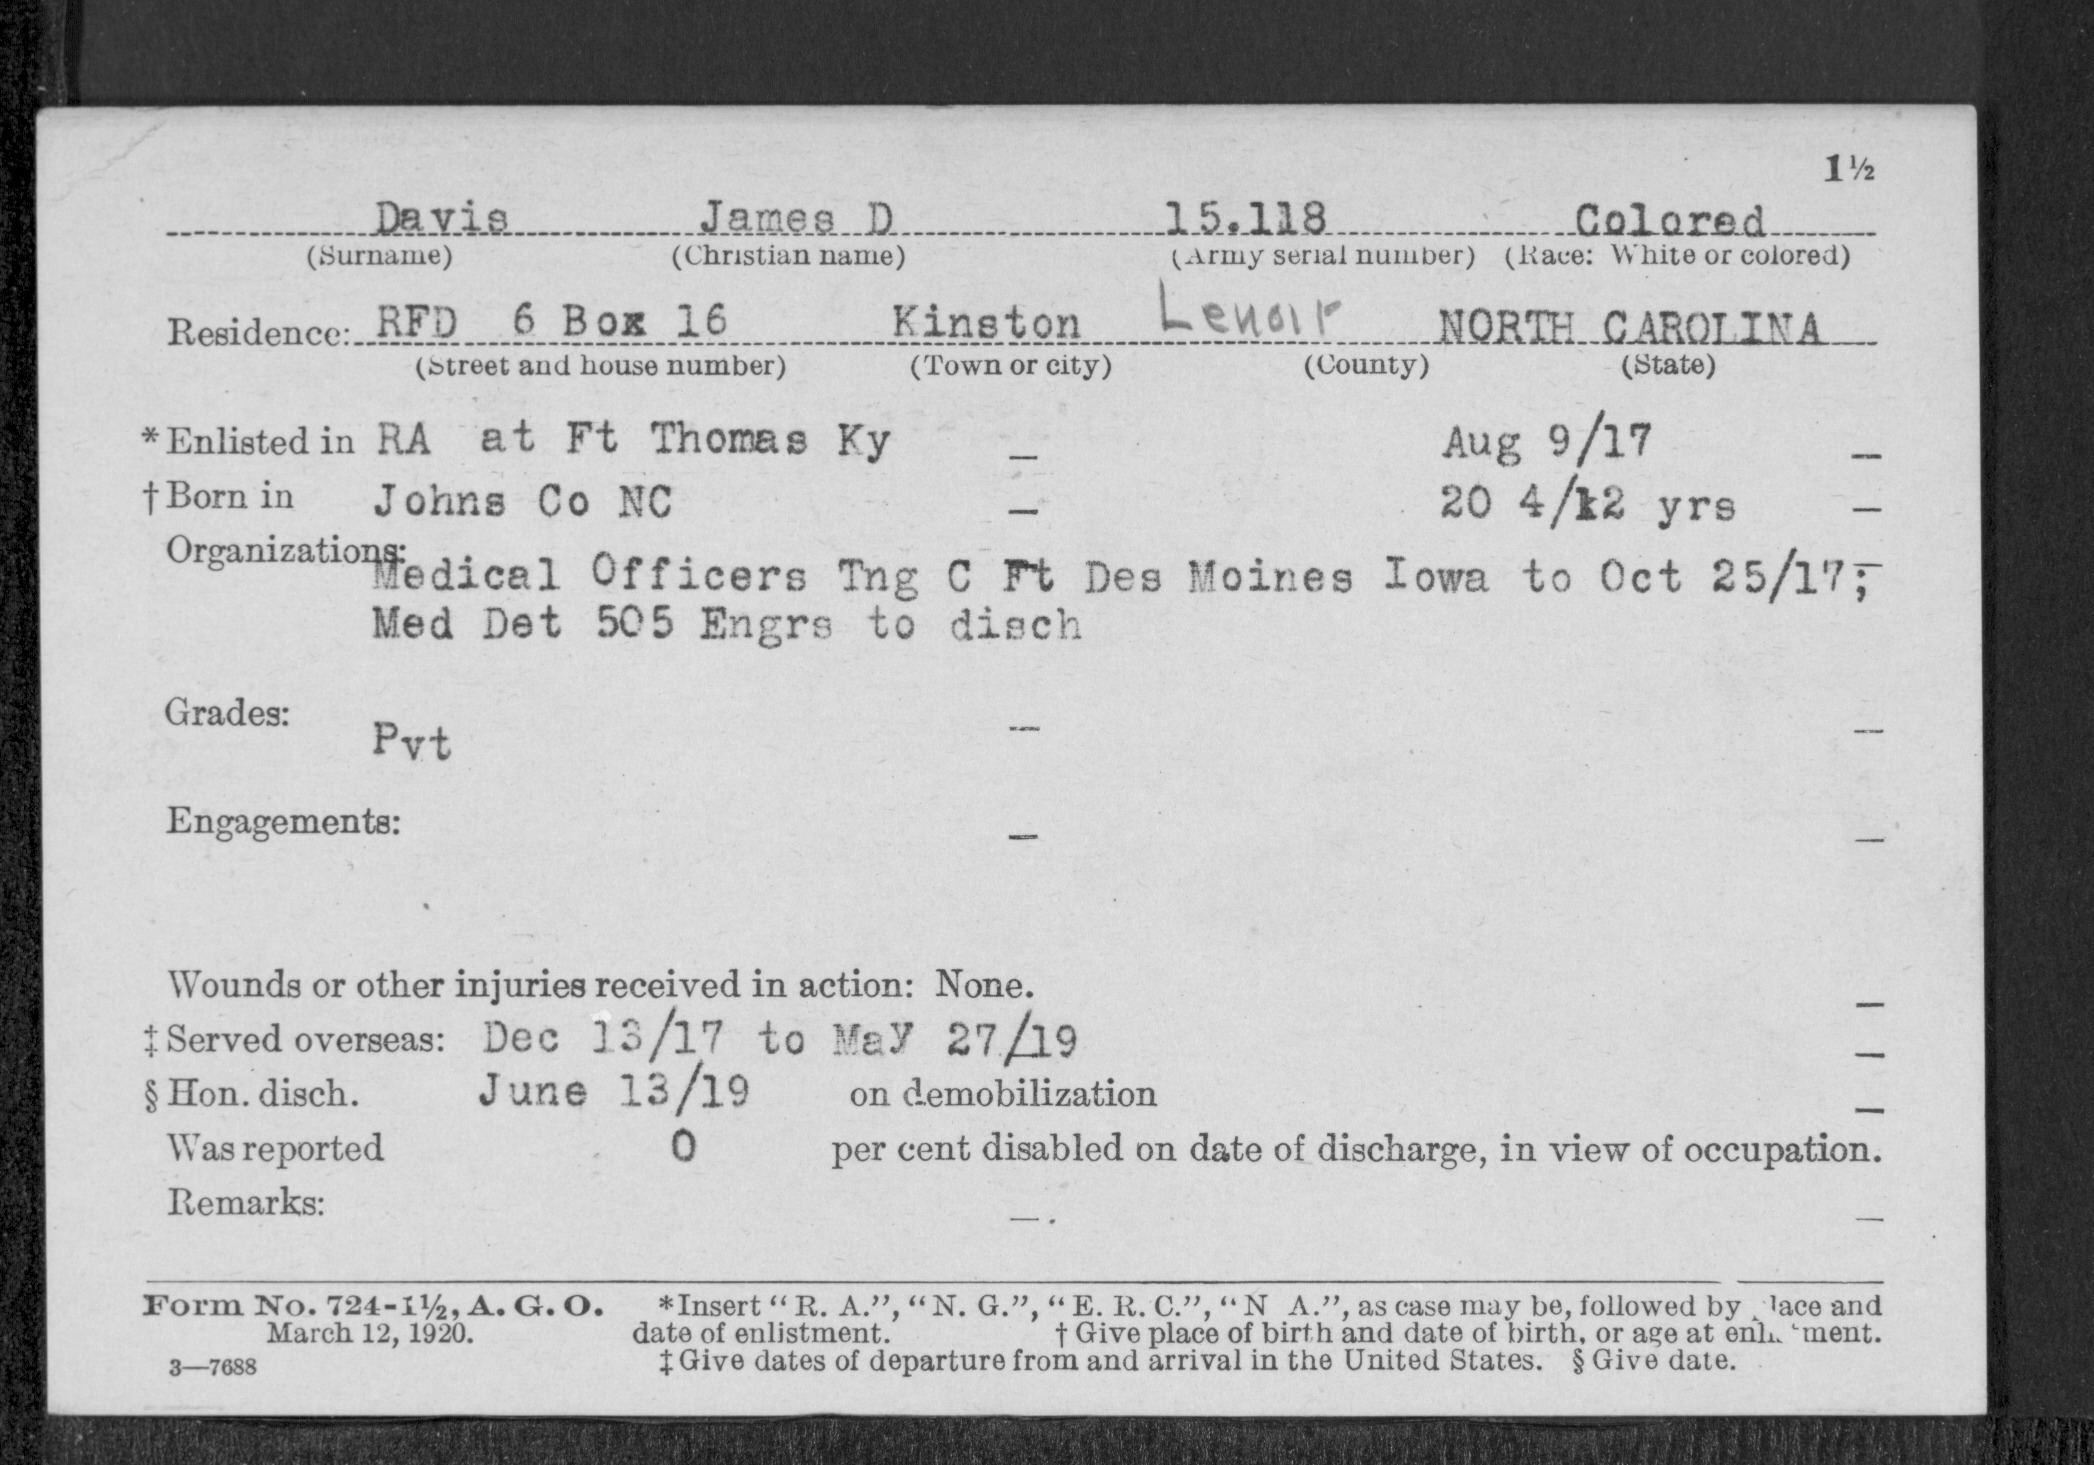 1½
Davis James D 15.118 Colored
(Surname) (Christian name) (Army serial number) (Race: White or colored)
Residence: RFD 6 Box 16 Kinston Lenoir NORTH CAROLINA
(Street and house number) (Town or city) (County) (State)
*Enlisted in RA at Ft Thomas Ky — Aug 9/17 —
†Born in Johns Co NC — 20 4/12 yrs —
Organizations:
Medical Officers Tng C Ft Des Moines Iowa to Oct 25/17; —
Med Det 505 Engrs to disch
Grades: — —
Pvt
Engagements: — —
Wounds or other injuries received in action: None. —
‡Served overseas: Dec 13/17 to May 27/19 —
§Hon. disch. June 13/19 on demobilization —
Was reported 0 per cent disabled on date of discharge, in view of occupation.
Remarks: —. —
Form No. 724-1½, A. G. O. *Insert "R. A.", "N. G.", "E. R. C.", "N A.", as case may be, followed by place and
March 12, 1920. date of enlistment. †Give place of birth and date of birth, or age at enlistment.
3—7688 ‡Give dates of departure from and arrival in the United States. §Give date.